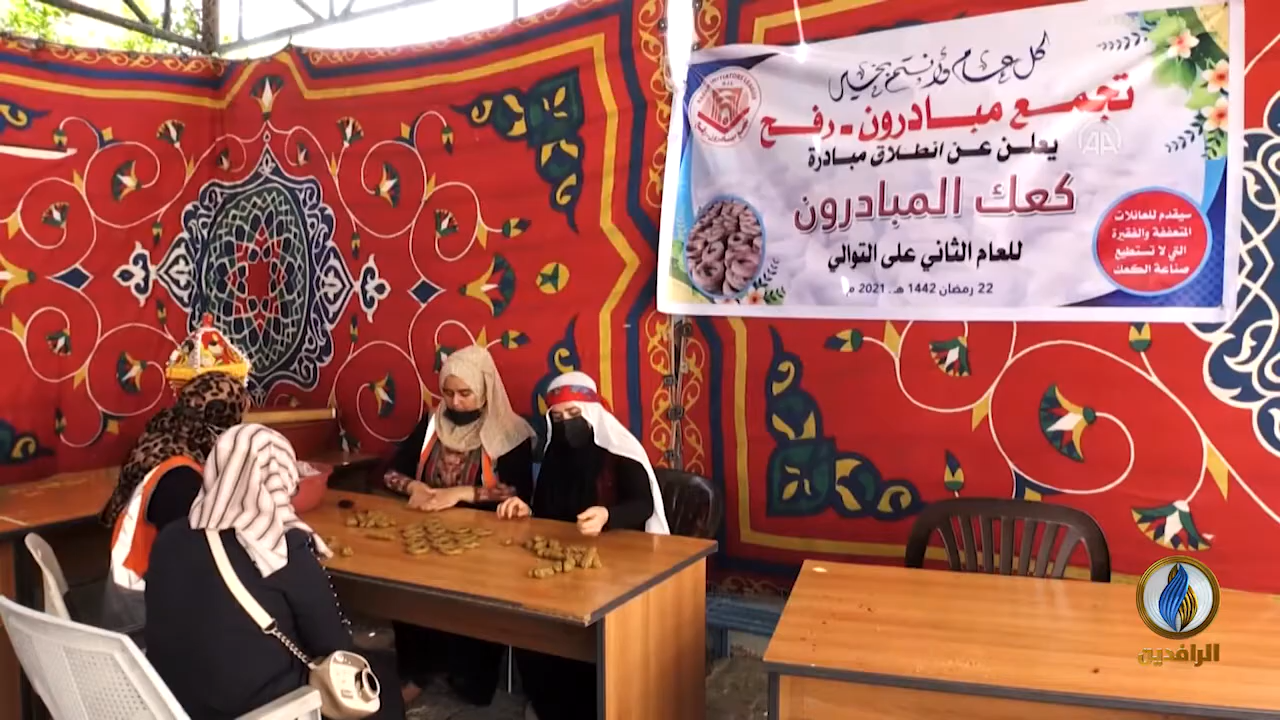 كل عام وأنتم بخير
تجمع مبادرون - رفح
يعلن عن انطلاق مبادرة
كعك المبادرون
للعام الثاني على التوالي
22 رمضان 1442 هـ . 2021 م
سيقدم للعائلات
المتعففة والفقيرة
التي لا تستطيع
صناعة الكعك
AA
الرافدين